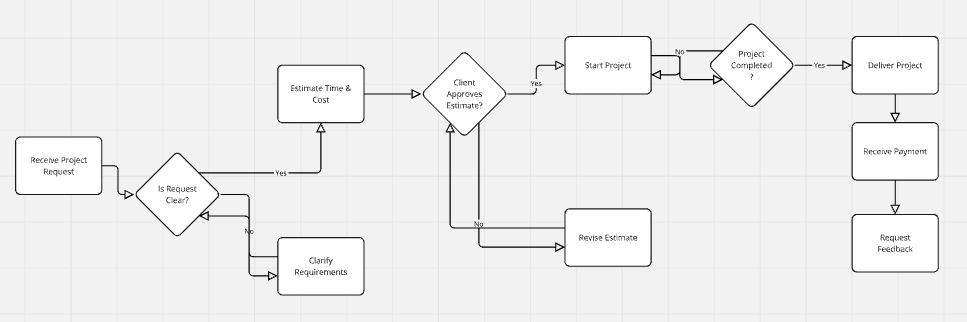 Receive Project
Request
Is Request
Clear?
Yes
No
Clarify
Requirements
Estimate Time &
Cost
Client
Approves
Estimate?
Yes
No
Revise Estimate
Start Project
No
Project
Completed
?
Yes
Deliver Project
Receive Payment
Request
Feedback